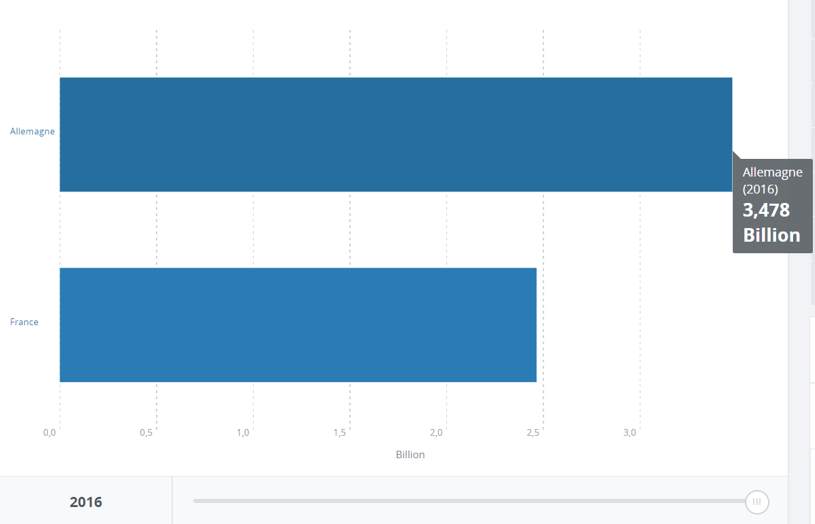 Allemagne
Allemagne
(2016)
3,478
Billion
France
0,0 0,5 1,0 1,5 2,0 2,5 3,0
Billion
2016